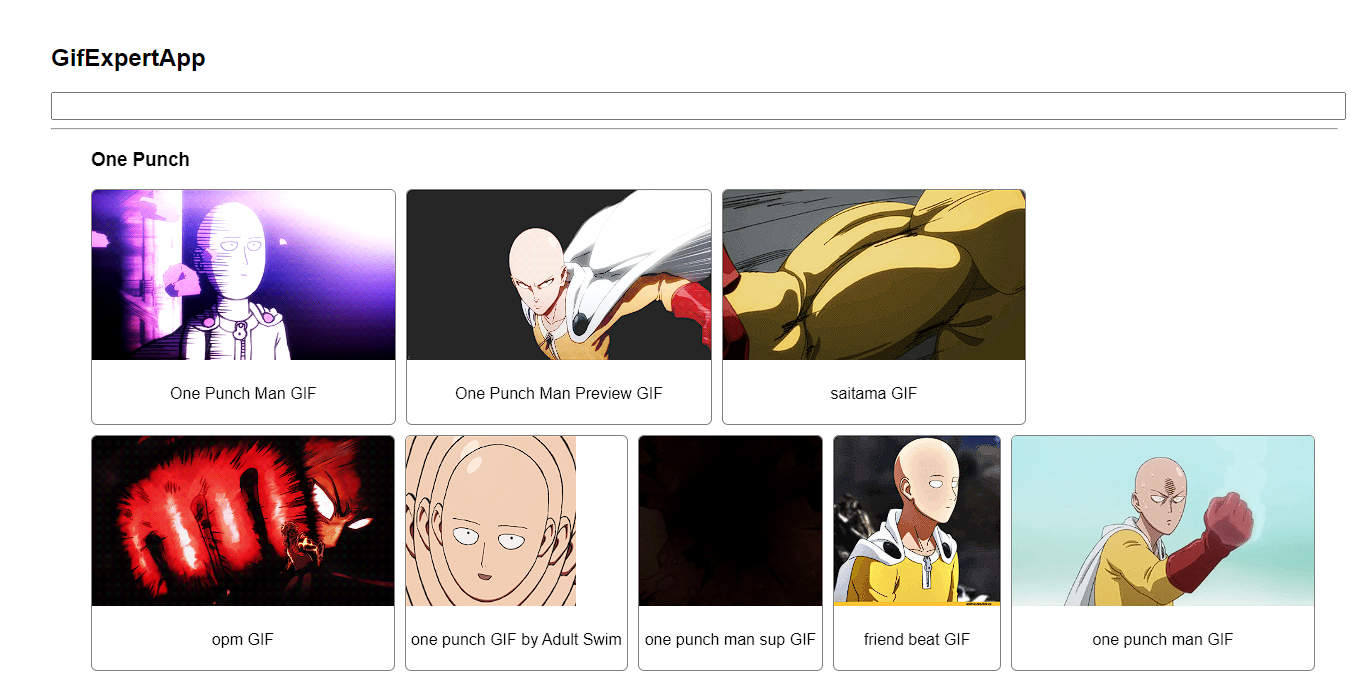 GifExpertApp
One Punch
One Punch Man GIF
One Punch Man Preview GIF
saitama GIF
opm GIF
one punch GIF by Adult Swim
one punch man sup GIF
friend beat GIF
one punch man GIF